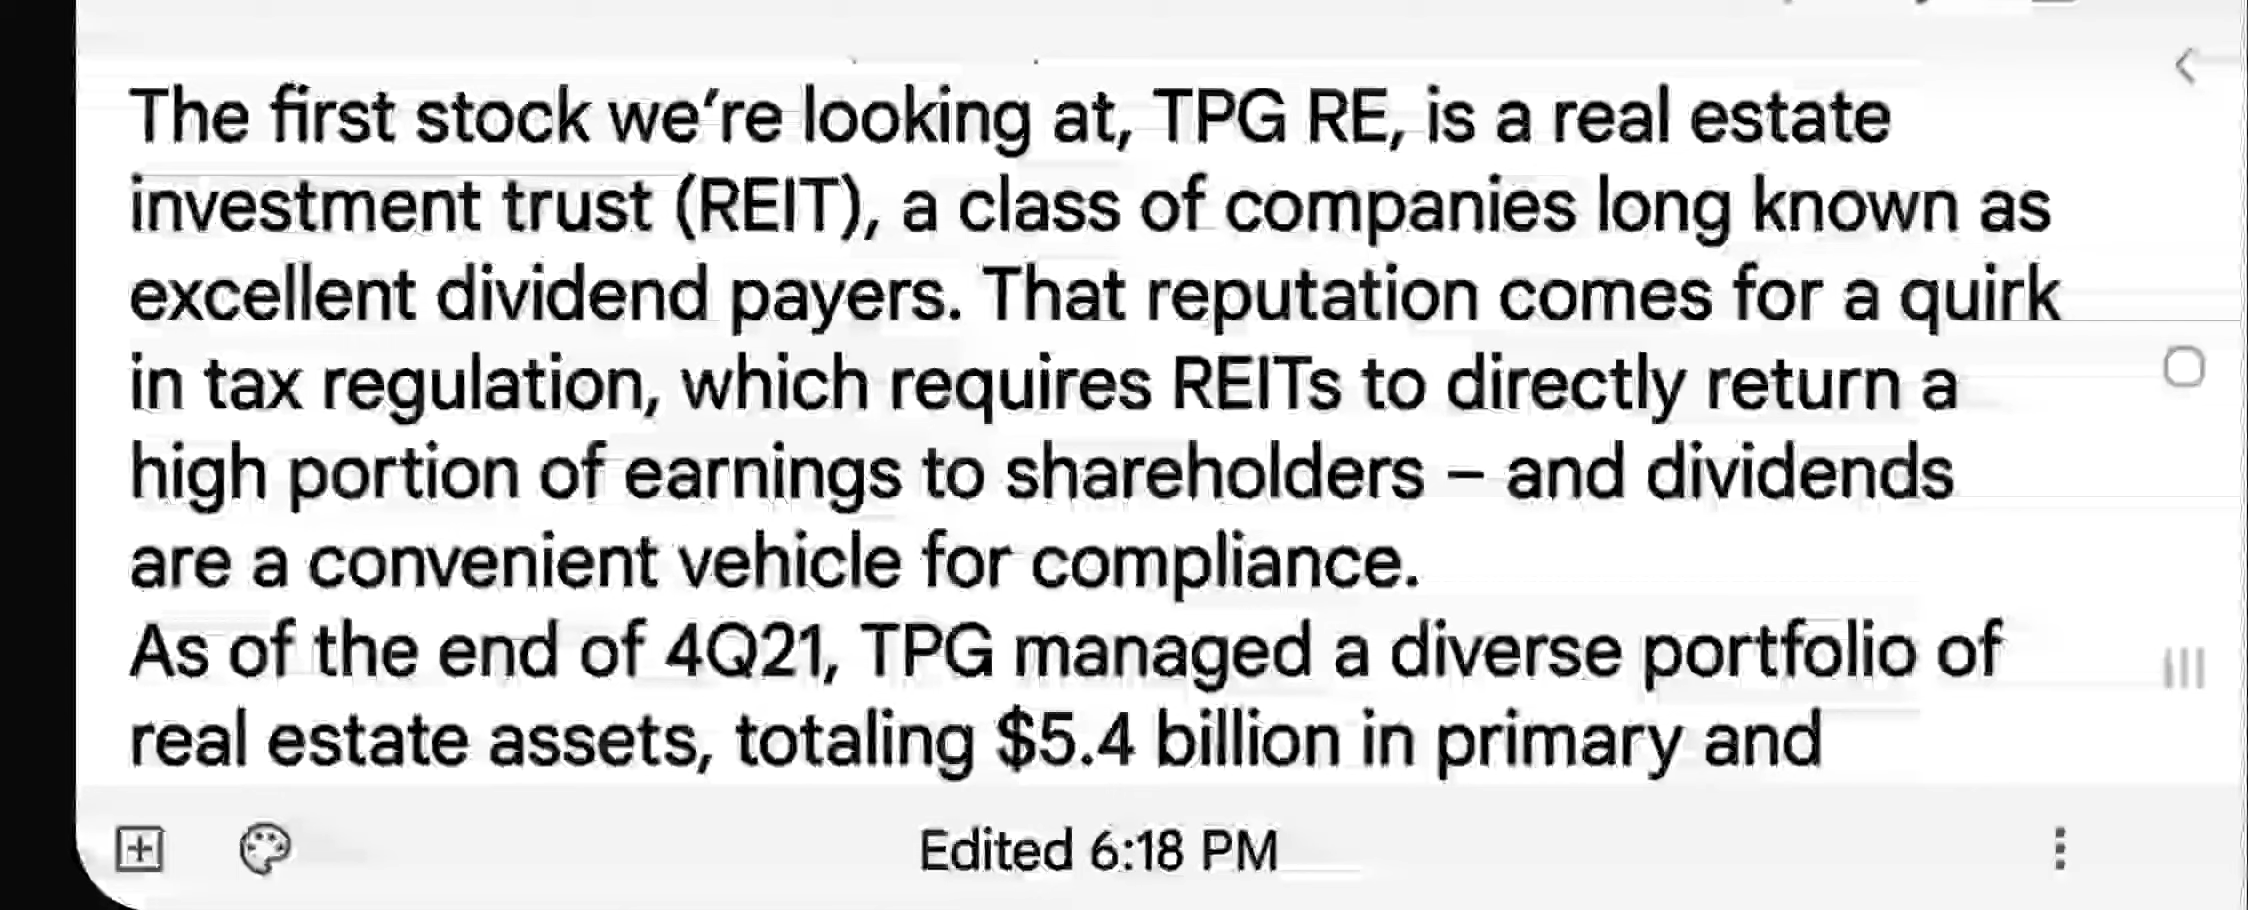 The first stock we're looking at, TPG RE, is a real estate
investment trust (REIT), a class of companies long known as
excellent dividend payers. That reputation comes for a quirk
in tax regulation, which requires REITs to directly return a
high portion of earnings to shareholders – and dividends
are a convenient vehicle for compliance.
As of the end of 4Q21, TPG managed a diverse portfolio of
real estate assets, totaling $5.4 billion in primary and
Edited 6:18 PM